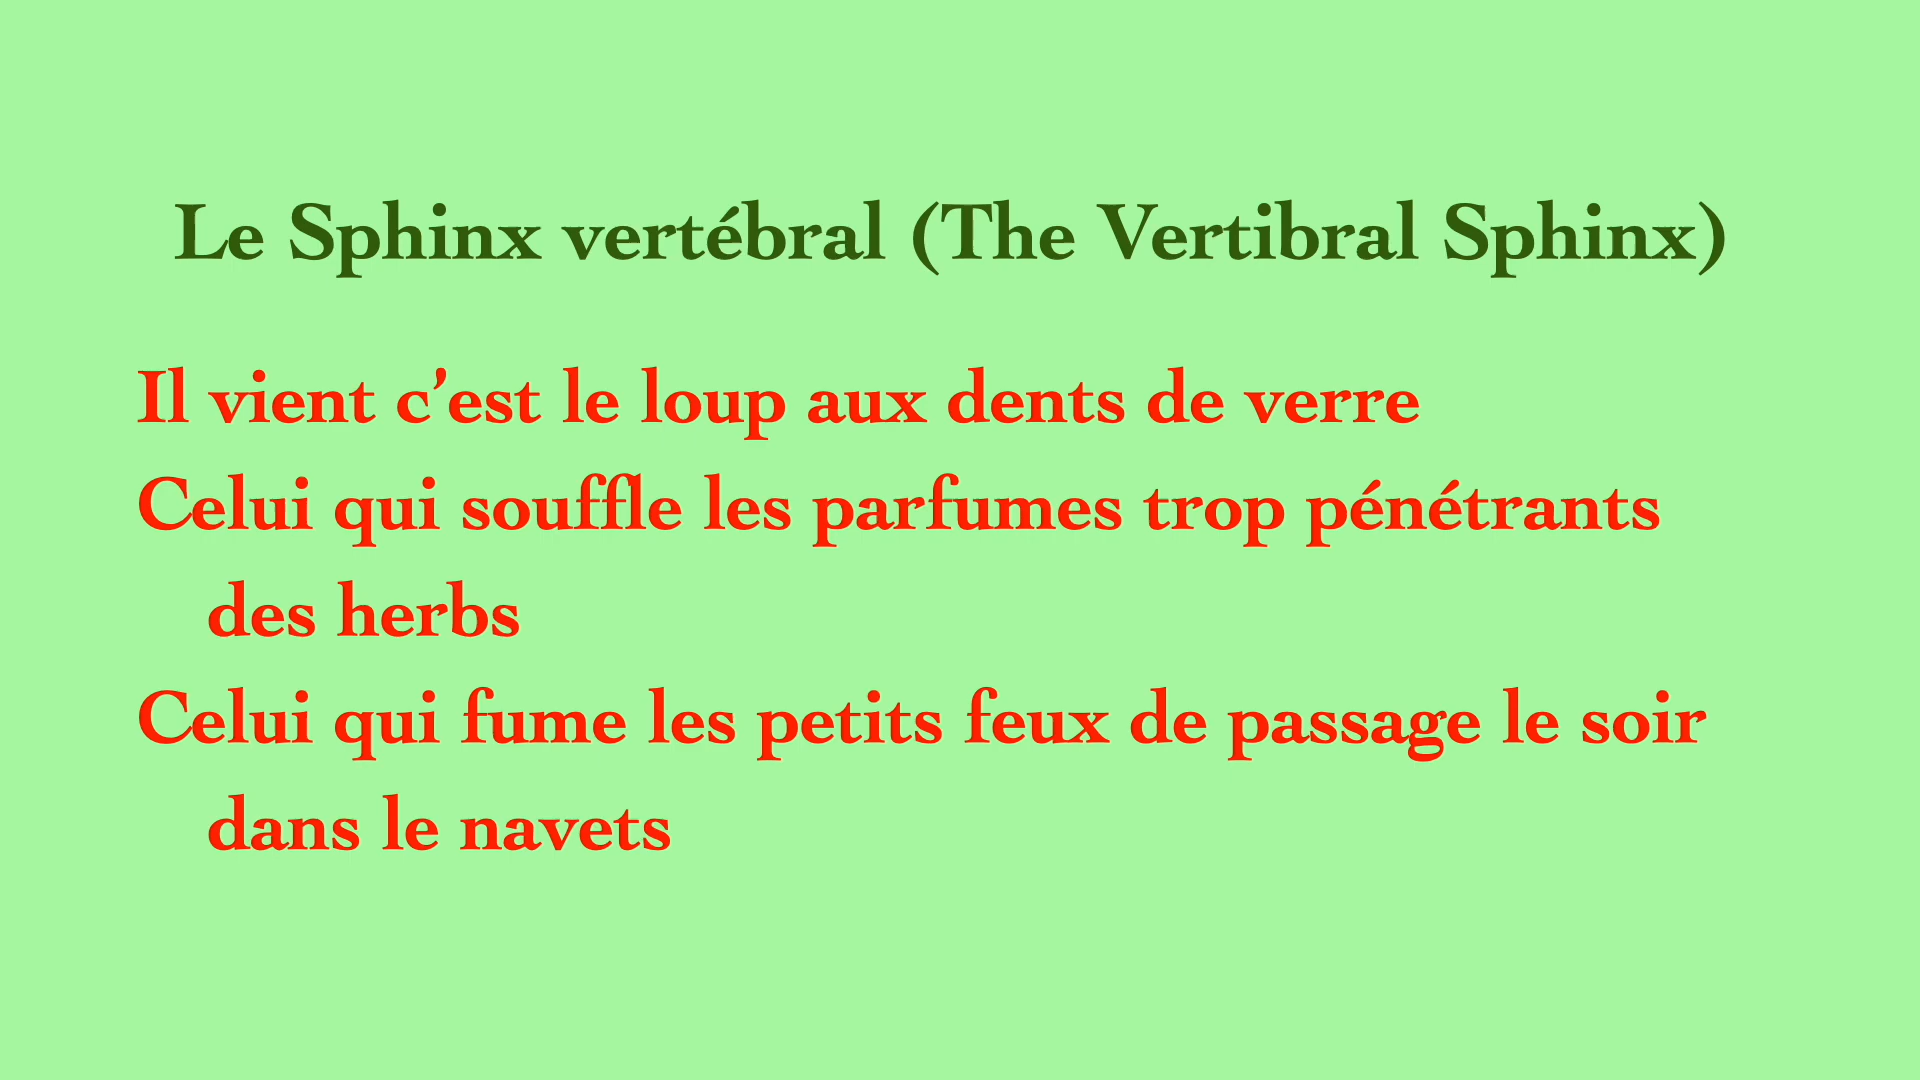 Le Sphinx vertébral (The Vertibral Sphinx)
Il vient c’est le loup aux dents de verre
Celui qui souffle les parfumes trop pénétrants
des herbs
Celui qui fume les petits feux de passage le soir
dans le navets